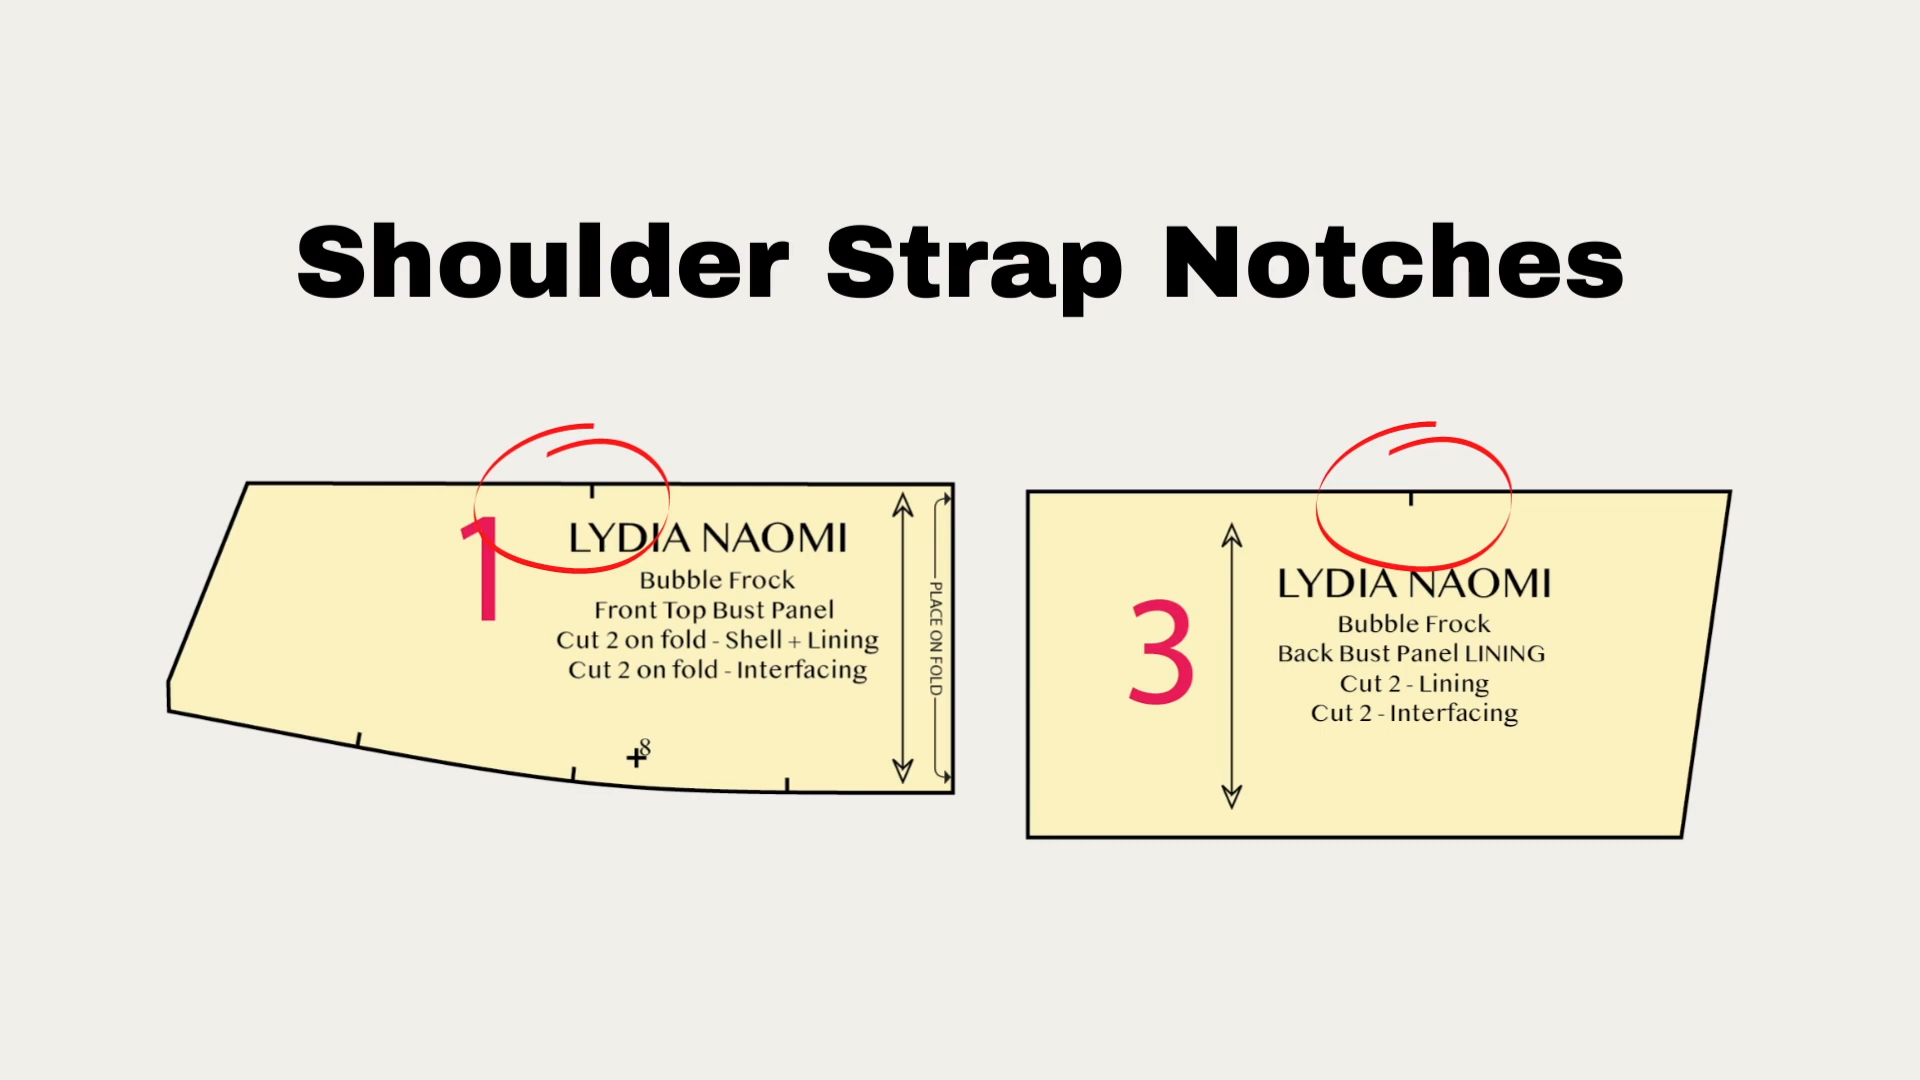 Shoulder Strap Notches
1
LYDIA NAOMI
Bubble Frock
Front Top Bust Panel
Cut 2 on fold - Shell + Lining
Cut 2 on fold - Interfacing
8
PLACE ON FOLD
3
LYDIA NAOMI
Bubble Frock
Back Bust Panel LINING
Cut 2 - Lining
Cut 2 - Interfacing